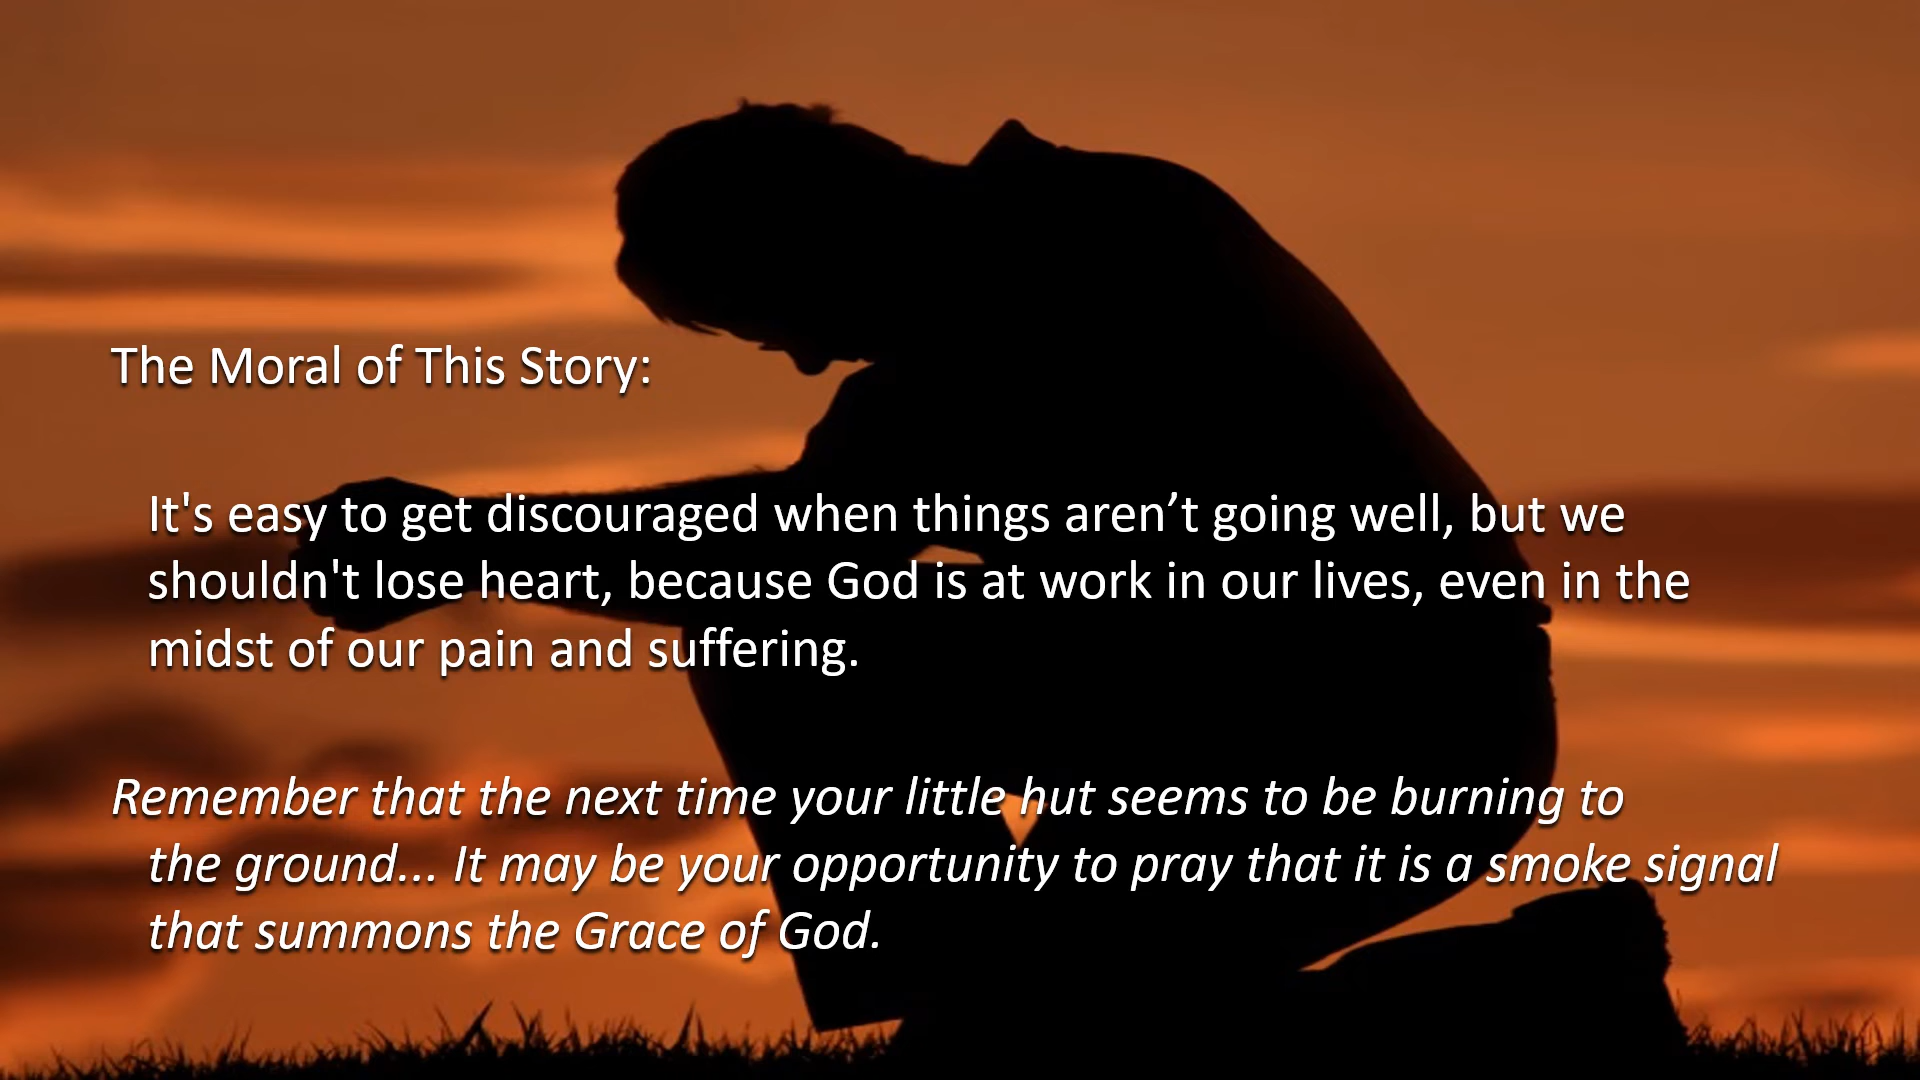 The Moral of This Story:
It's easy to get discouraged when things aren’t going well, but we
shouldn't lose heart, because God is at work in our lives, even in the
midst of our pain and suffering.
Remember that the next time your little hut seems to be burning to
the ground... It may be your opportunity to pray that it is a smoke signal
that summons the Grace of God.